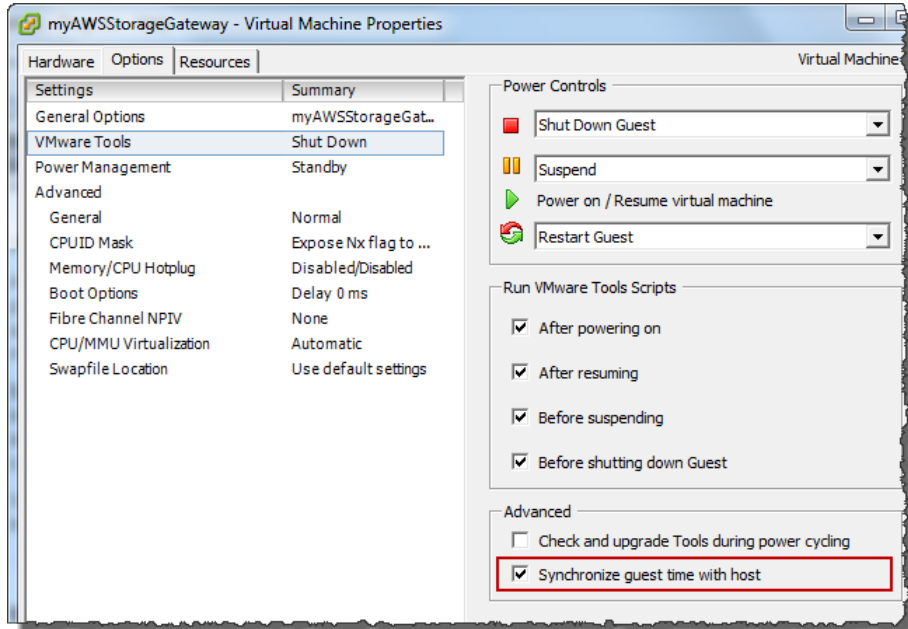 myAWSStorageGateway - Virtual Machine Properties
Hardware Options Resources Virtual Machine
Settings Summary
General Options myAWSStorageGat...
VMware Tools Shut Down
Power Management Standby
Advanced
General Normal
CPUID Mask Expose Nx flag to ...
Memory/CPU Hotplug Disabled/Disabled
Boot Options Delay 0 ms
Fibre Channel NPIV None
CPU/MMU Virtualization Automatic
Swapfile Location Use default settings
Power Controls
Shut Down Guest
Suspend
Power on / Resume virtual machine
Restart Guest
Run VMware Tools Scripts
After powering on
After resuming
Before suspending
Before shutting down Guest
Advanced
Check and upgrade Tools during power cycling
Synchronize guest time with host